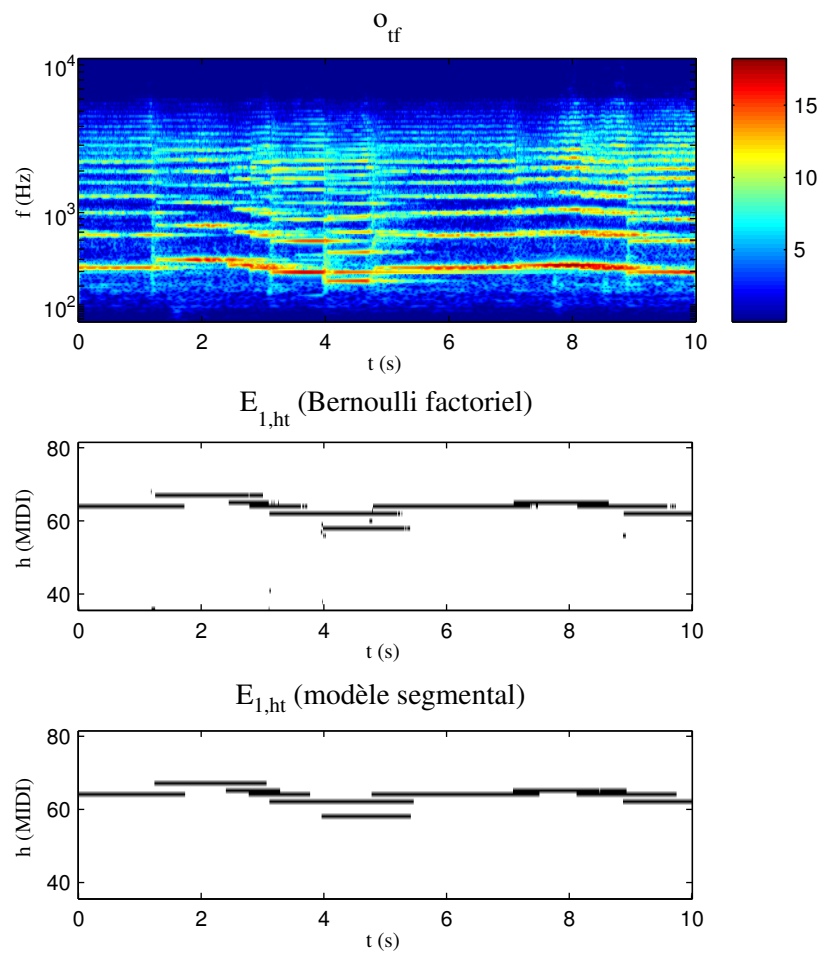 o_tf
10^4
10^3
10^2
f (Hz)
0 2 4 6 8 10
t (s)
15
10
5
E_1,ht (Bernoulli factoriel)
80
60
40
h (MIDI)
0 2 4 6 8 10
t (s)
E_1,ht (modèle segmental)
80
60
40
h (MIDI)
0 2 4 6 8 10
t (s)